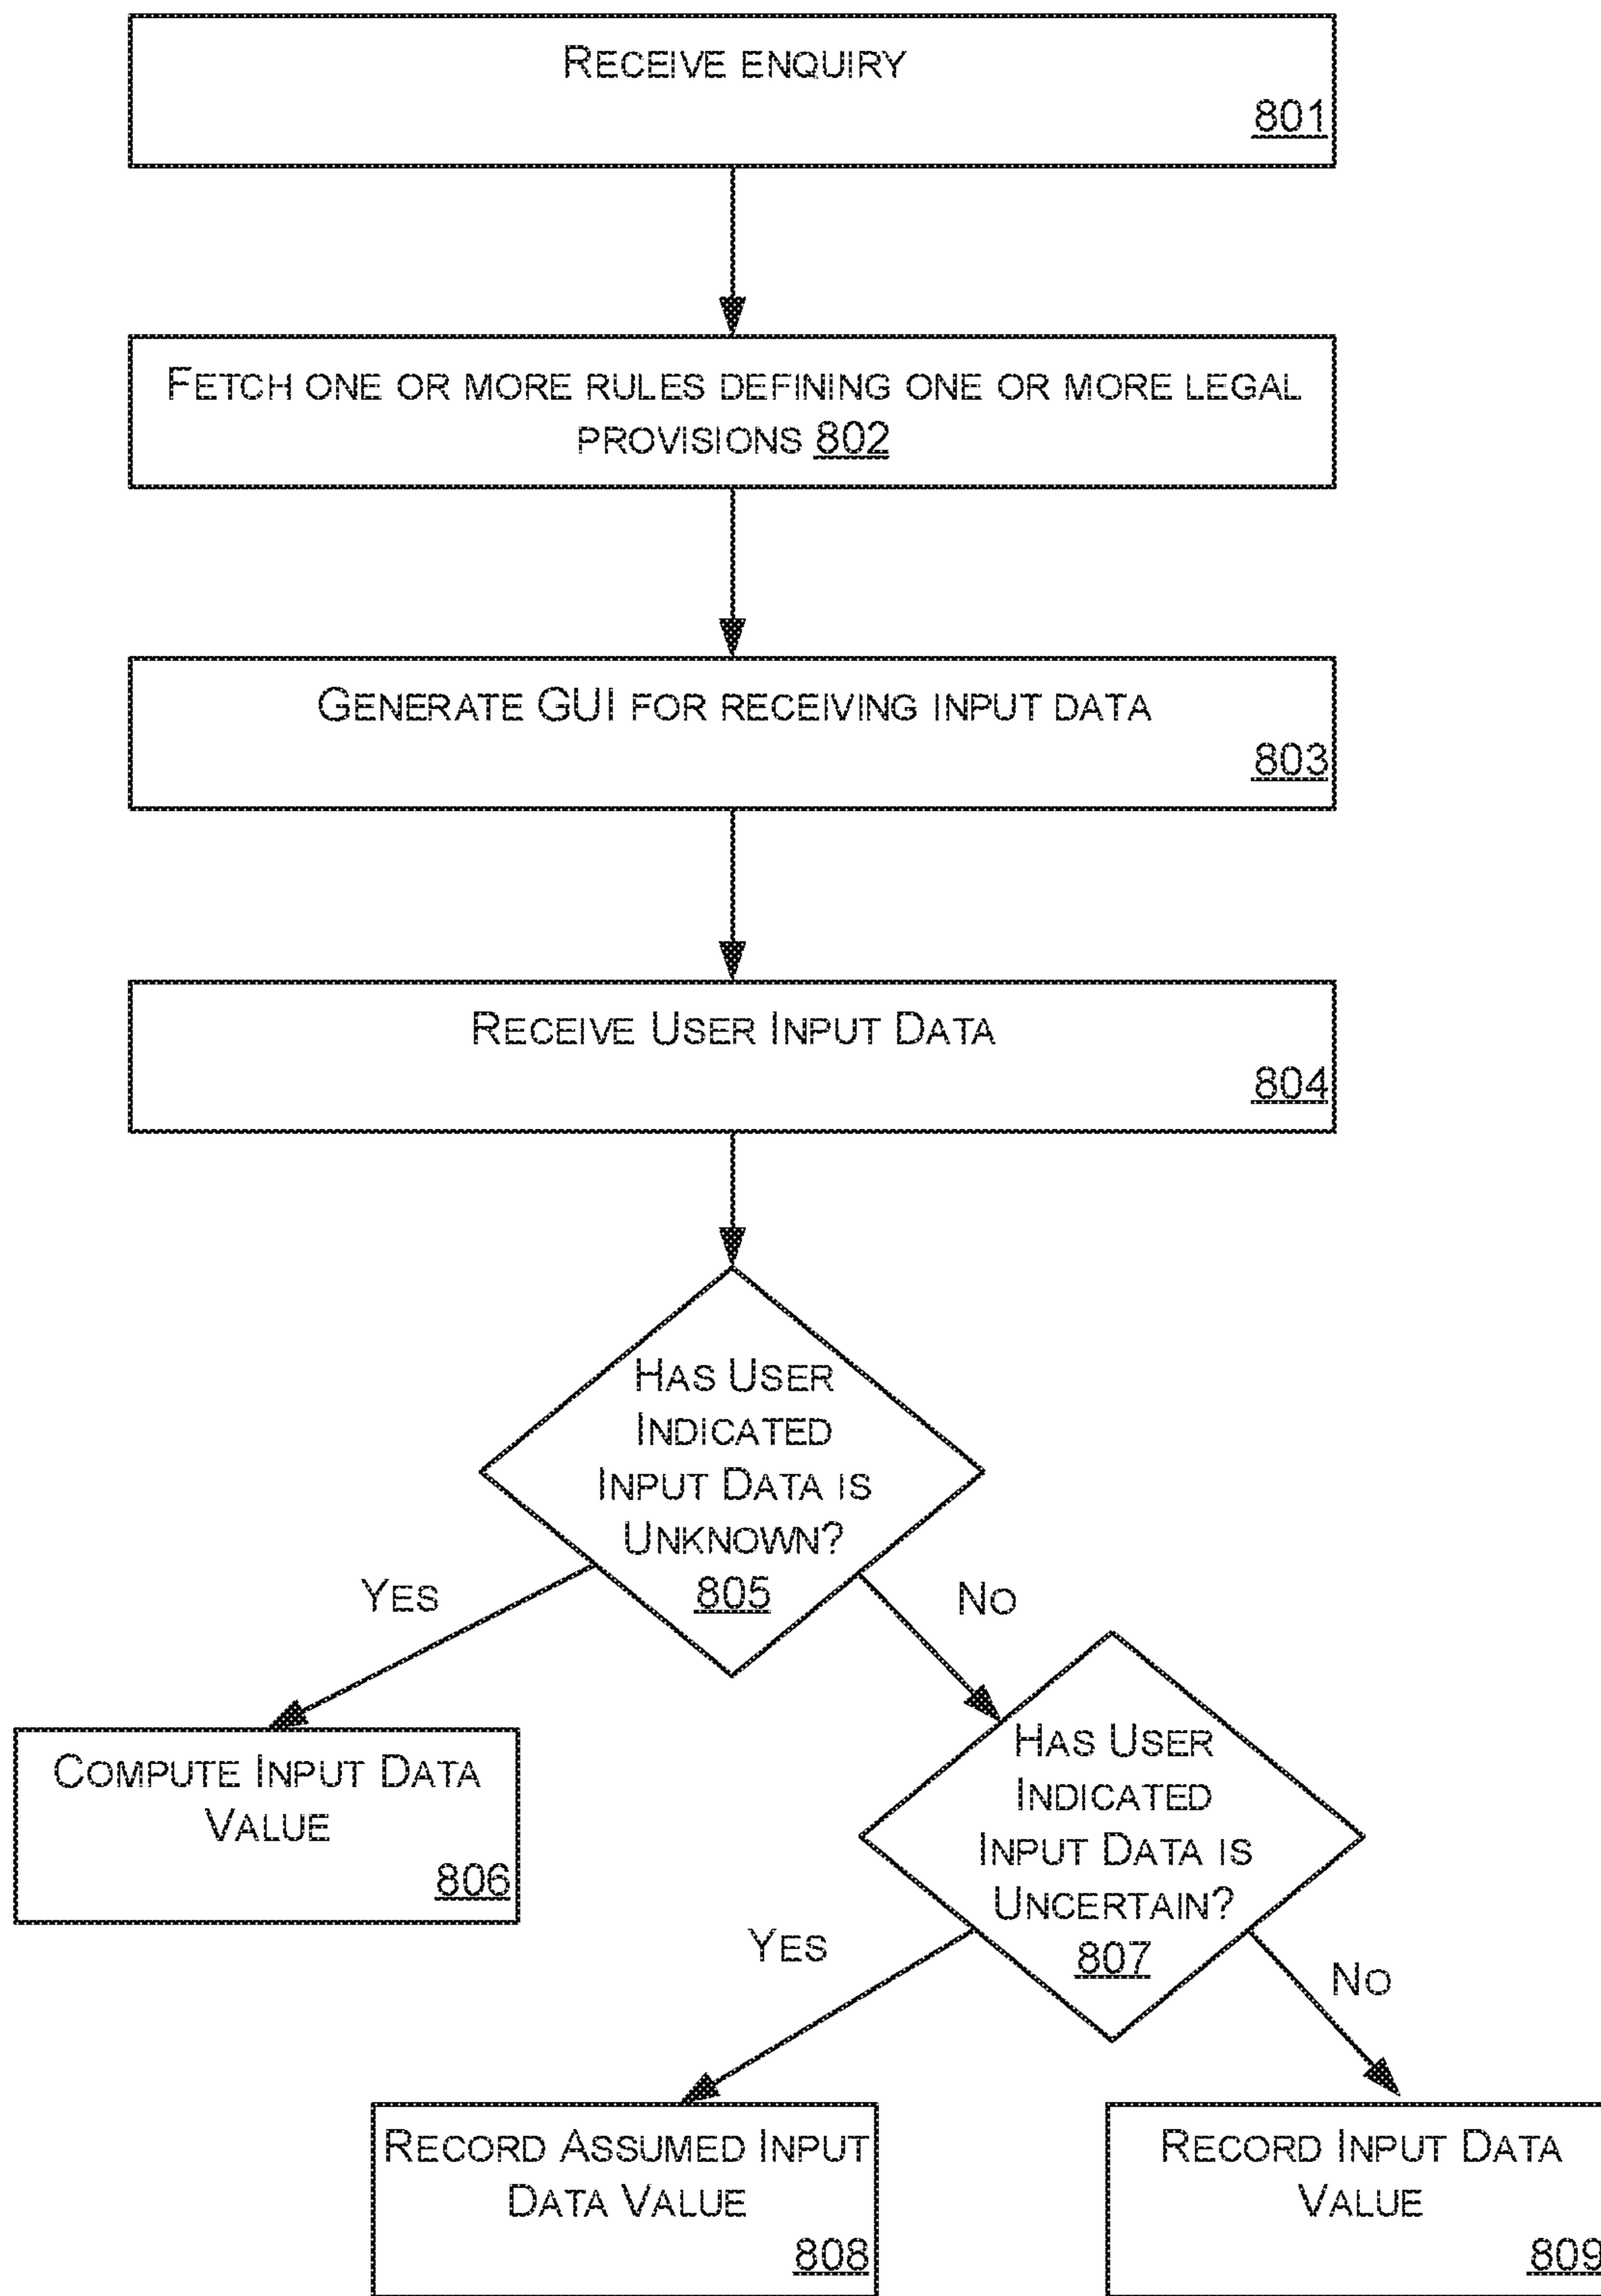 RECEIVE ENQUIRY
801
FETCH ONE OR MORE RULES DEFINING ONE OR MORE LEGAL
PROVISIONS 802
GENERATE GUI FOR RECEIVING INPUT DATA
803
RECEIVE USER INPUT DATA
804
HAS USER
INDICATED
INPUT DATA IS
UNKNOWN?
805
YES
NO
COMPUTE INPUT DATA
VALUE
806
HAS USER
INDICATED
INPUT DATA IS
UNCERTAIN?
807
YES
NO
RECORD ASSUMED INPUT
DATA VALUE
808
RECORD INPUT DATA
VALUE
809